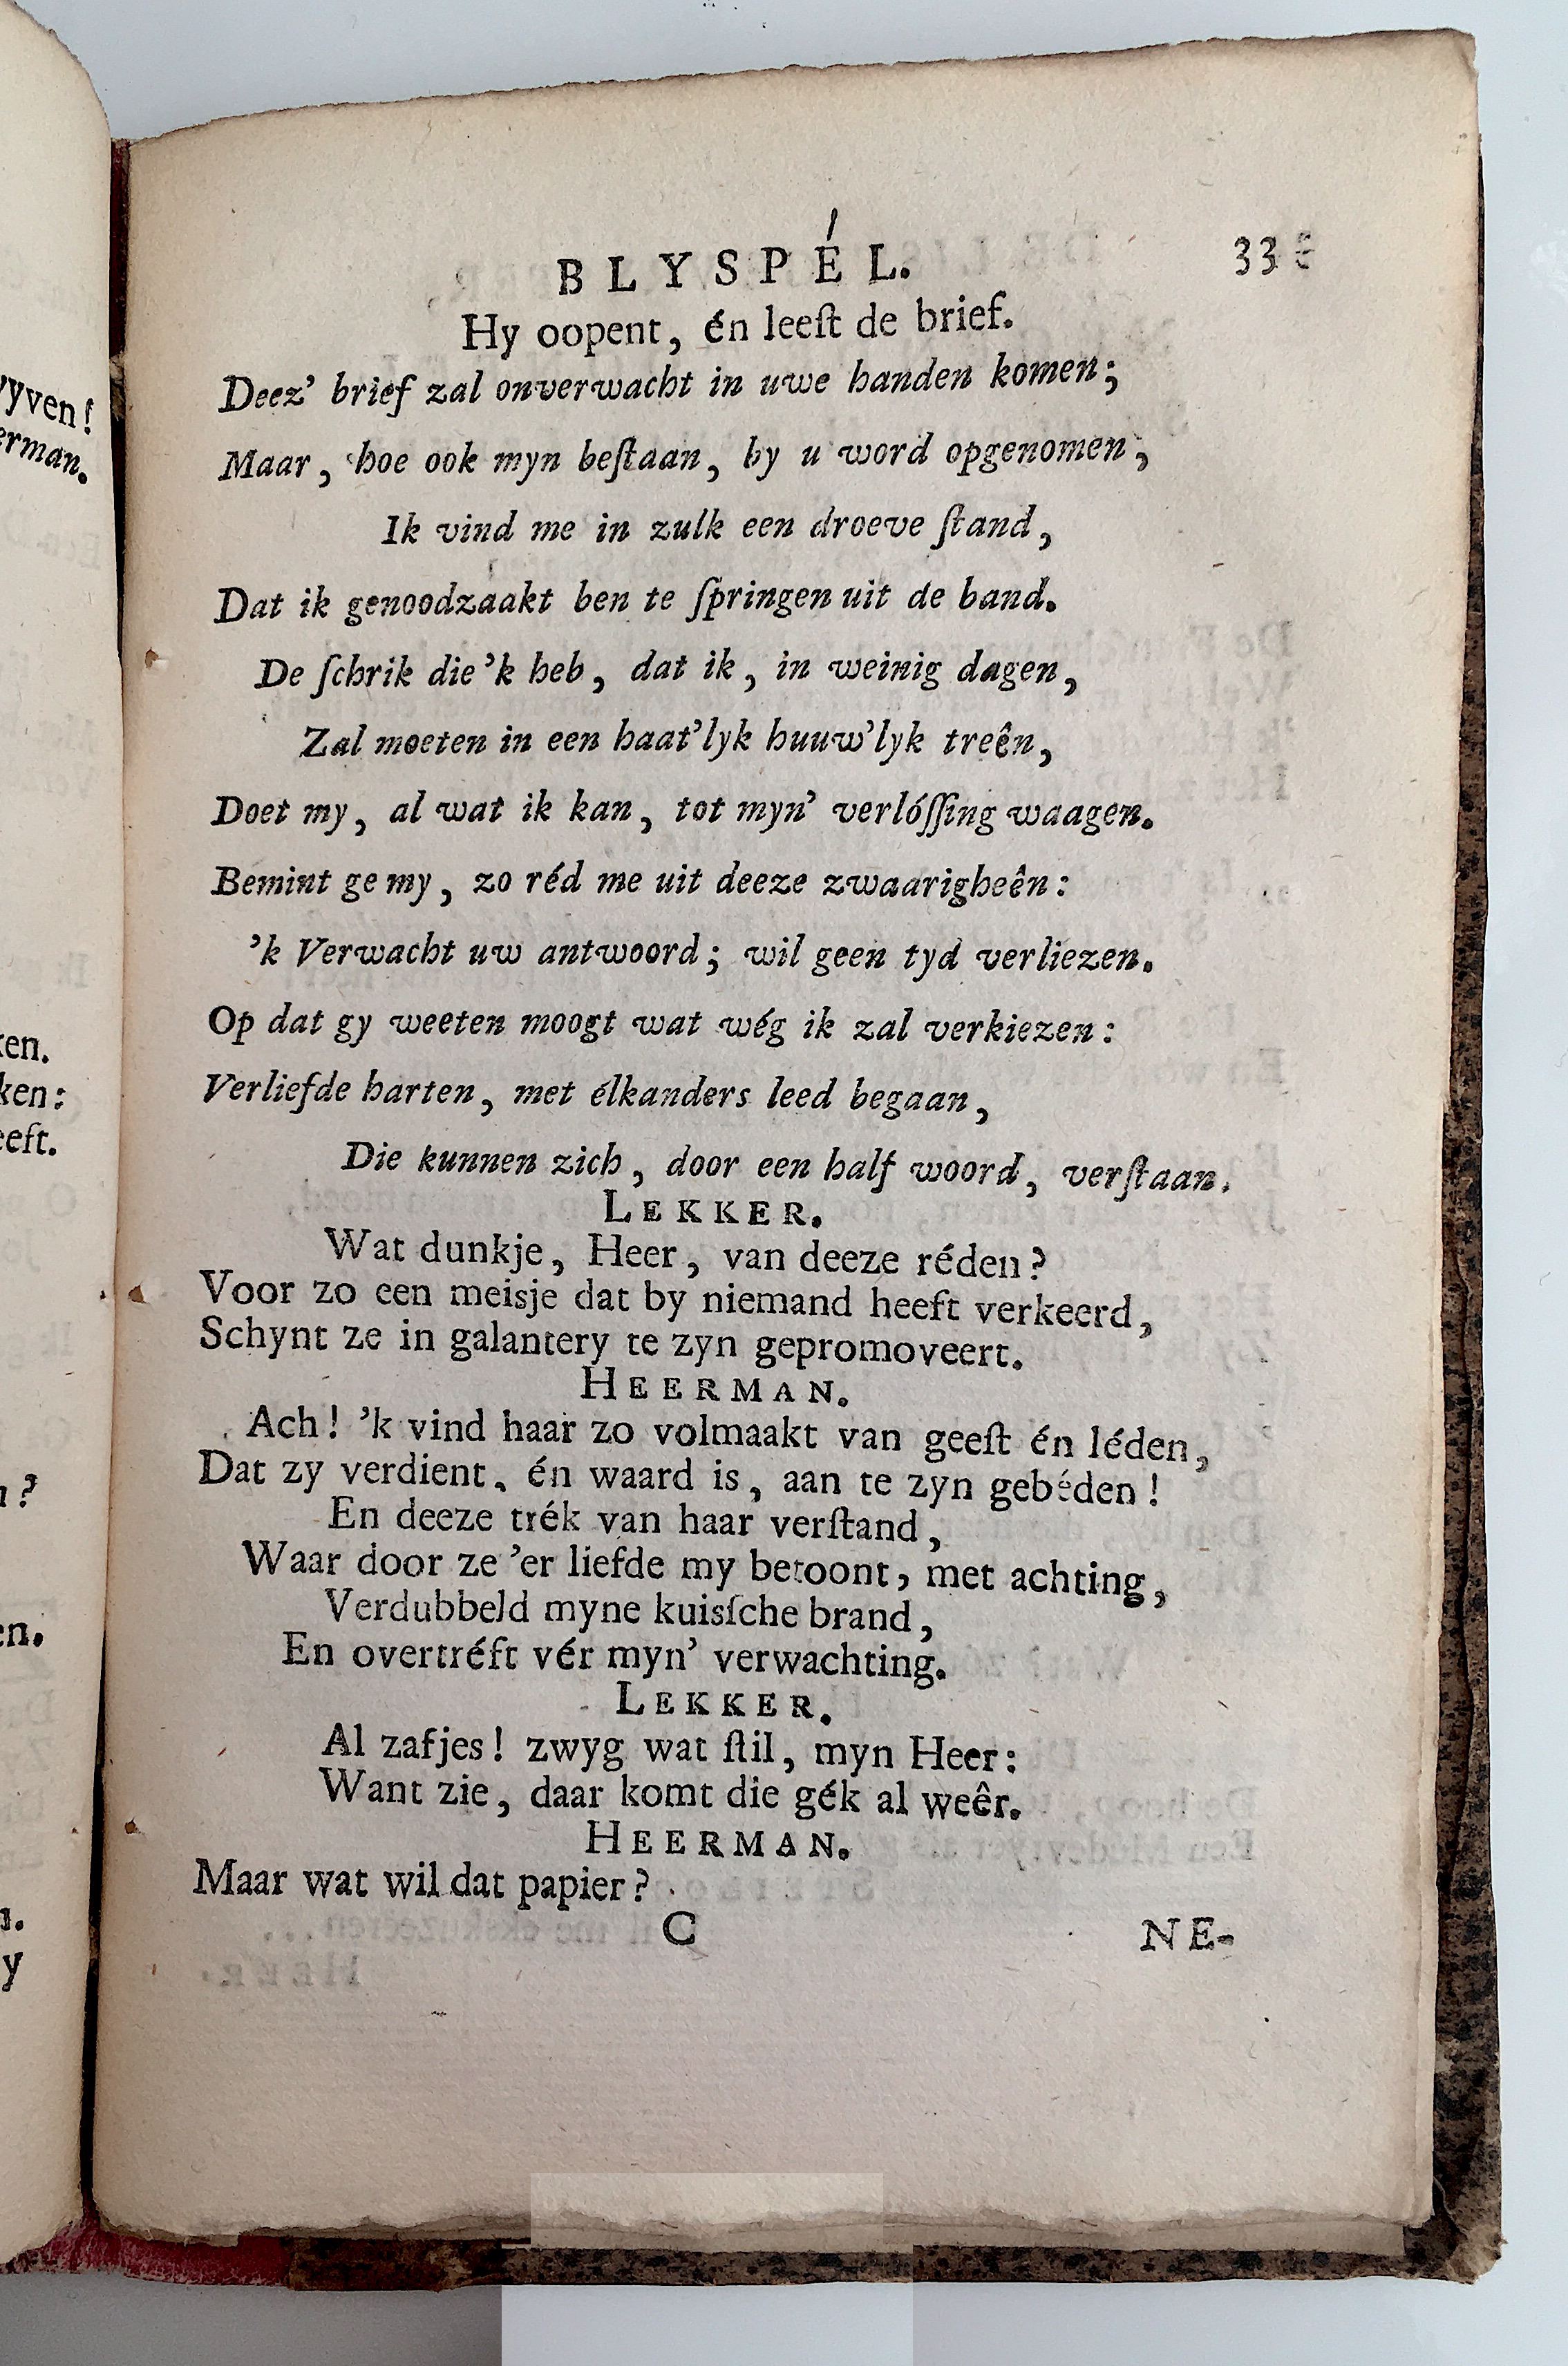 BLYSPÉL. 33
Hy oopent, én leeſt de brief.
Deez' brief zal onverwacht in uwe handen komen;
Maar, hoe ook myn beſtaan, by u word opgenomen,
Ik vind me in zulk een droeve ſtand,
Dat ik genoodzaakt ben te ſpringen uit de band.
De ſchrik die 'k heb, dat ik, in weinig dagen,
Zal moeten in een haat'lyk huuw'lyk treên,
Doet my, al wat ik kan, tot myn' verlóſſing waagen.
Bemint ge my, zo réd me uit deeze zwaarigheên:
'k Verwacht uw antwoord; wil geen tyd verliezen.
Op dat gy weeten moogt wat wég ik zal verkiezen:
Verliefde harten, met élkanders leed begaan,
Die kunnen zich, door een half woord, verſtaan.
LEKKER.
Wat dunkje, Heer, van deeze réden?
Voor zo een meisje dat by niemand heeft verkeerd,
Schynt ze in galantery te zyn gepromoveert.
HEERMAN.
Ach! 'k vind haar zo volmaakt van geeſt én léden,
Dat zy verdient, én waard is, aan te zyn gebéden!
En deeze trék van haar verſtand,
Waar door ze 'er liefde my betoont, met achting,
Verdubbeld myne kuisſche brand,
En overtréft vér myn' verwachting.
LEKKER.
Al zafjes! zwyg wat ſtil, myn Heer:
Want zie, daar komt die gék al weêr.
HEERMAN.
Maar wat wil dat papier?
C NE-